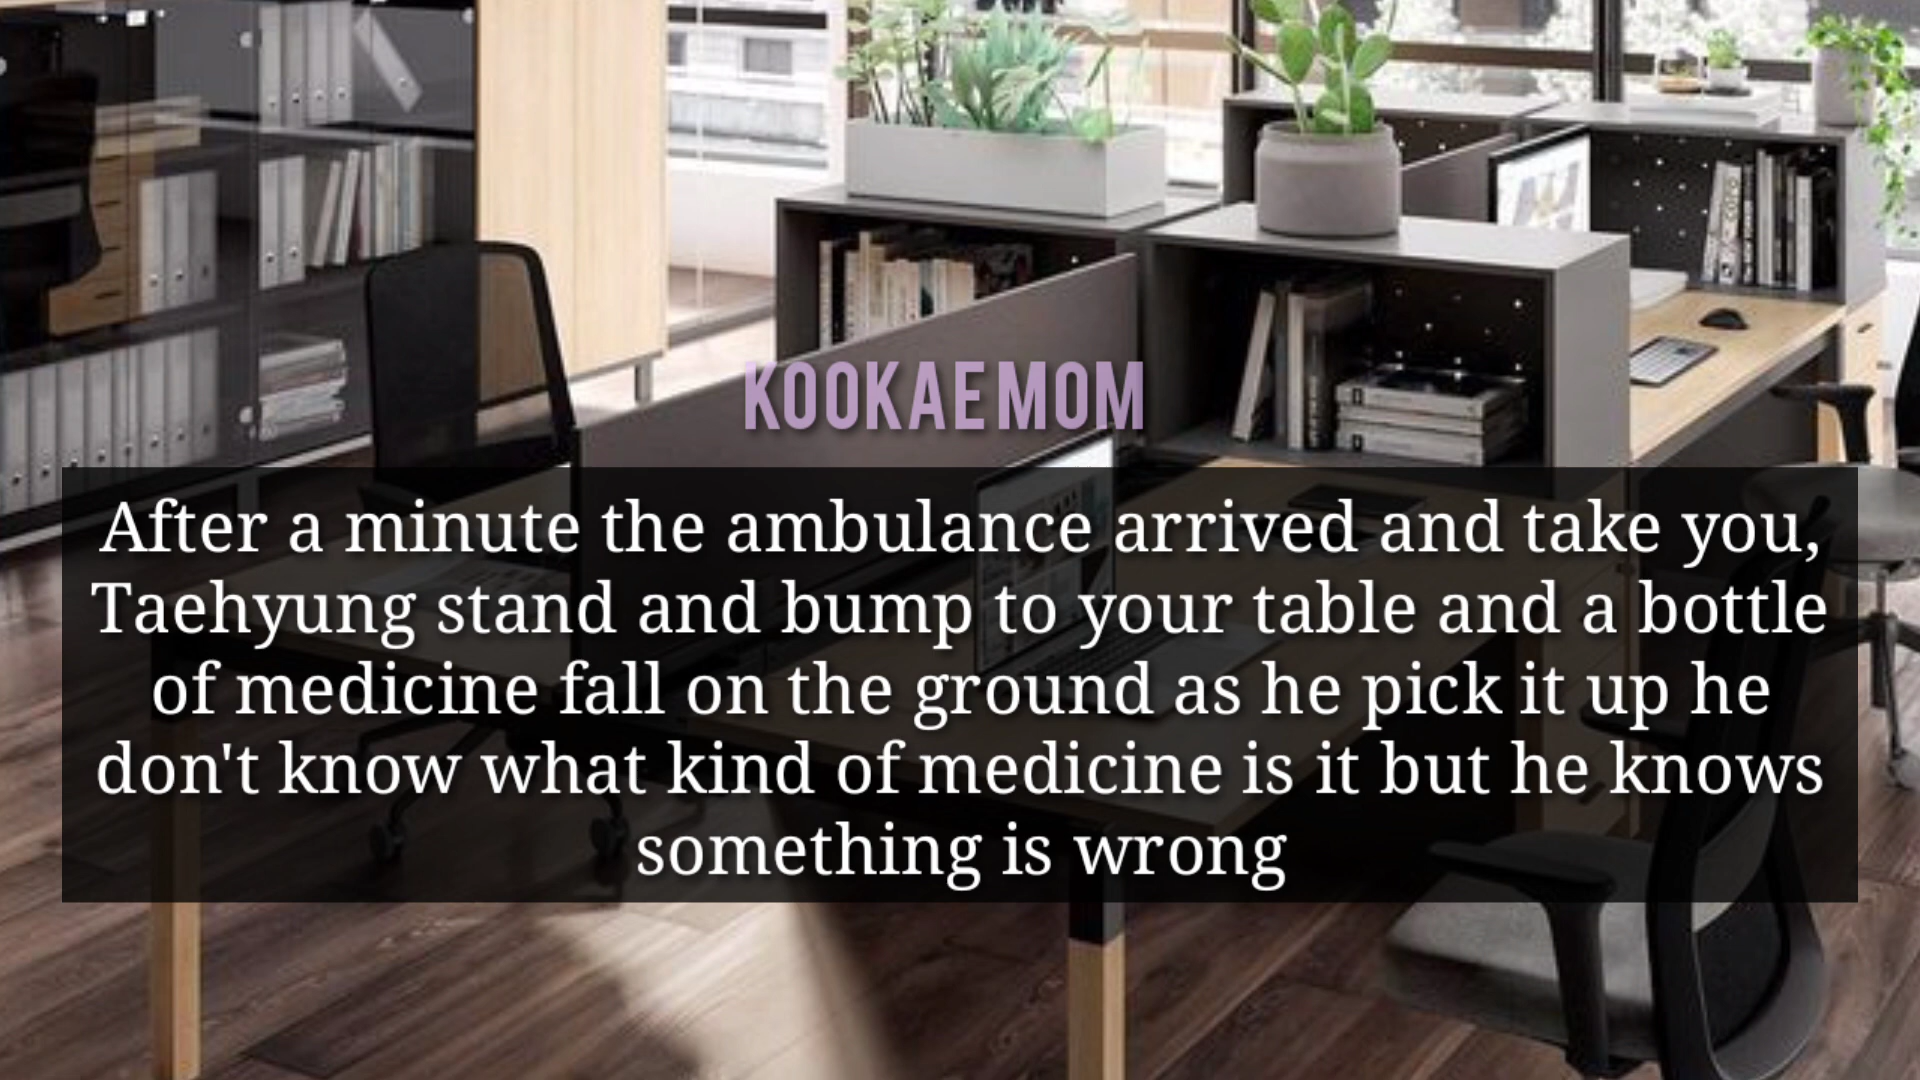 KOOKAE MOM
After a minute the ambulance arrived and take you,
Taehyung stand and bump to your table and a bottle
of medicine fall on the ground as he pick it up he
don't know what kind of medicine is it but he knows
something is wrong